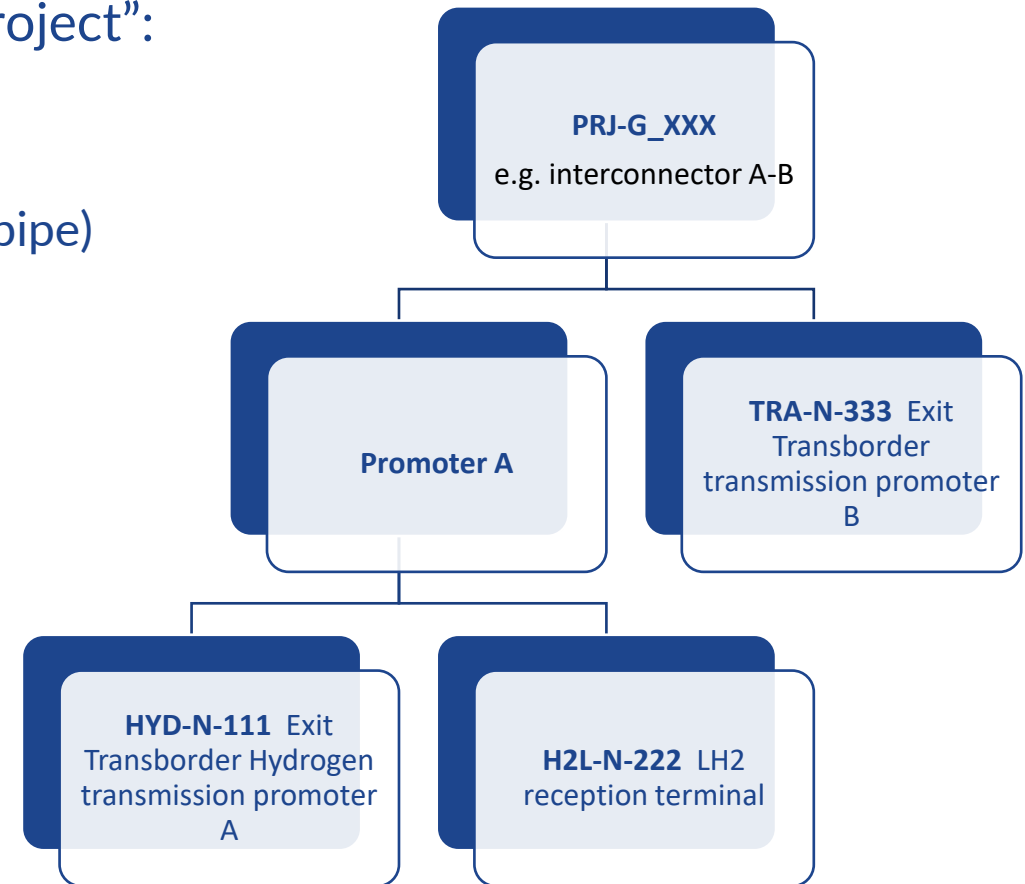 roject”:
pipe)
PRJ-G_XXX
e.g. interconnector A-B
Promoter A
TRA-N-333 Exit
Transborder
transmission promoter
B
HYD-N-111 Exit
Transborder Hydrogen
transmission promoter
A
H2L-N-222 LH2
reception terminal